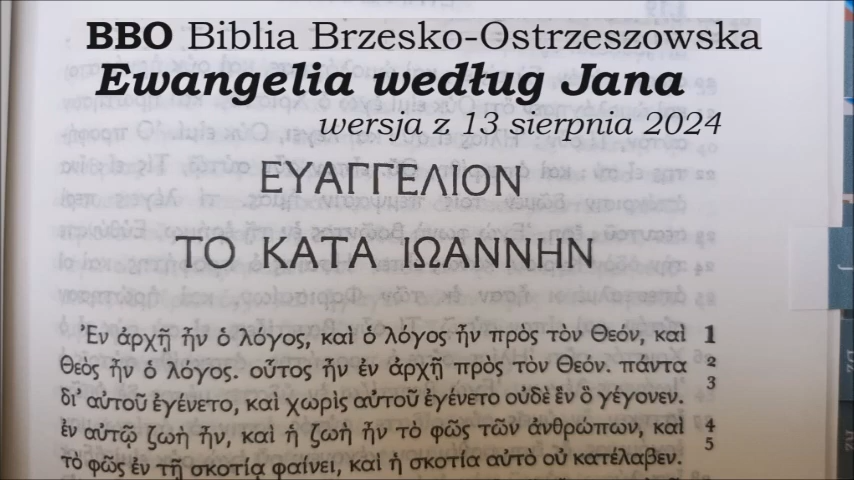 BBO Biblia Brzesko-Ostrzeszowska
Ewangelia według Jana
wersja z 13 sierpnia 2024
ΕΥΑΓΓΕΛΙΟΝ
ΤΟ ΚΑΤΑ ΙΩΑΝΝΗΝ
Ἐν ἀρχῇ ἦν ὁ λόγος, καὶ ὁ λόγος ἦν πρὸς τὸν Θεόν, καὶ 1
Θεὸς ἦν ὁ λόγος. οὗτος ἦν ἐν ἀρχῇ πρὸς τὸν Θεόν. πάντα 2
3
δι’ αὐτοῦ ἐγένετο, καὶ χωρὶς αὐτοῦ ἐγένετο οὐδὲ ἓν ὃ γέγονεν.
ἐν αὐτῷ ζωὴ ἦν, καὶ ἡ ζωὴ ἦν τὸ φῶς τῶν ἀνθρώπων, καὶ 4
5
τὸ φῶς ἐν τῇ σκοτίᾳ φαίνει, καὶ ἡ σκοτία αὐτὸ οὐ κατέλαβεν.